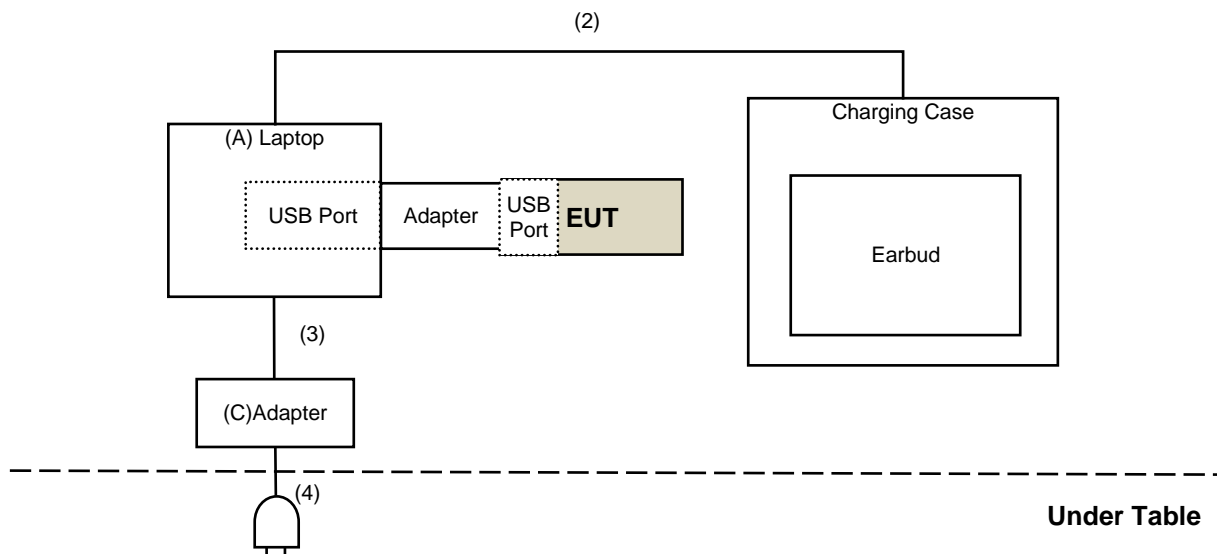 (2)
(A) Laptop
Charging Case
USB Port
Adapter
USB
Port
EUT
Earbud
(3)
(C)Adapter
(4)
Under Table